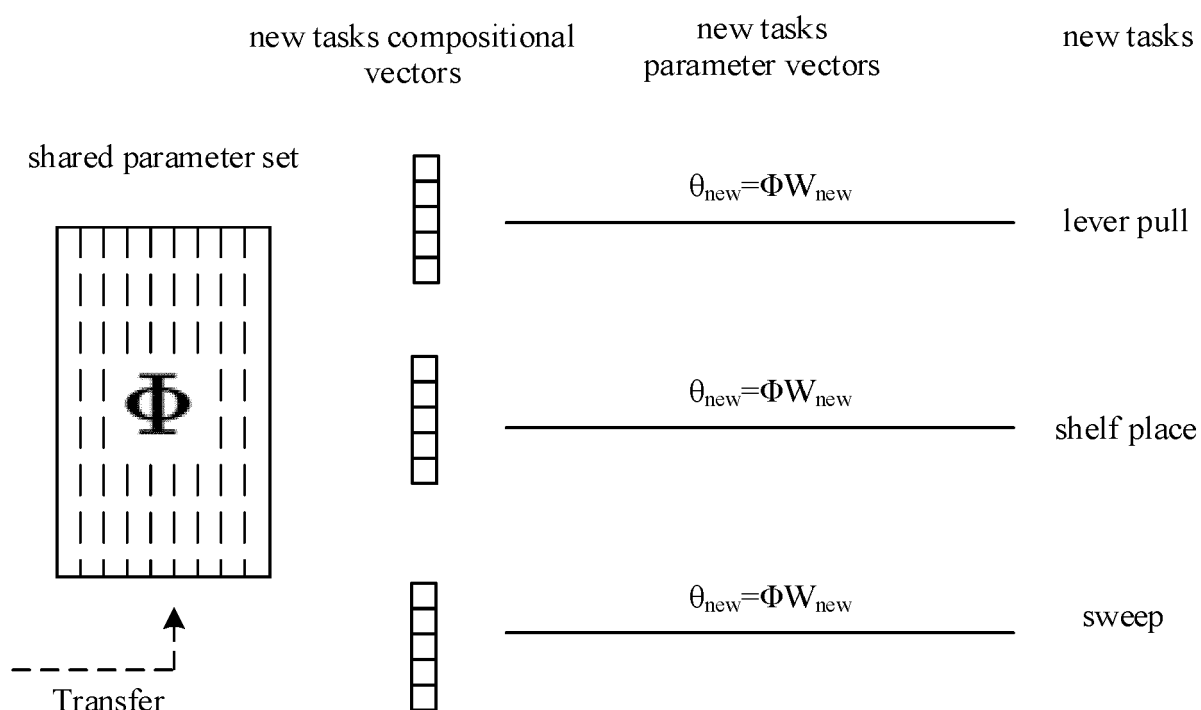 new tasks compositional
vectors
new tasks
parameter vectors
new tasks
shared parameter set
Φ
θnew=ΦWnew
lever pull
θnew=ΦWnew
shelf place
θnew=ΦWnew
sweep
Transfer